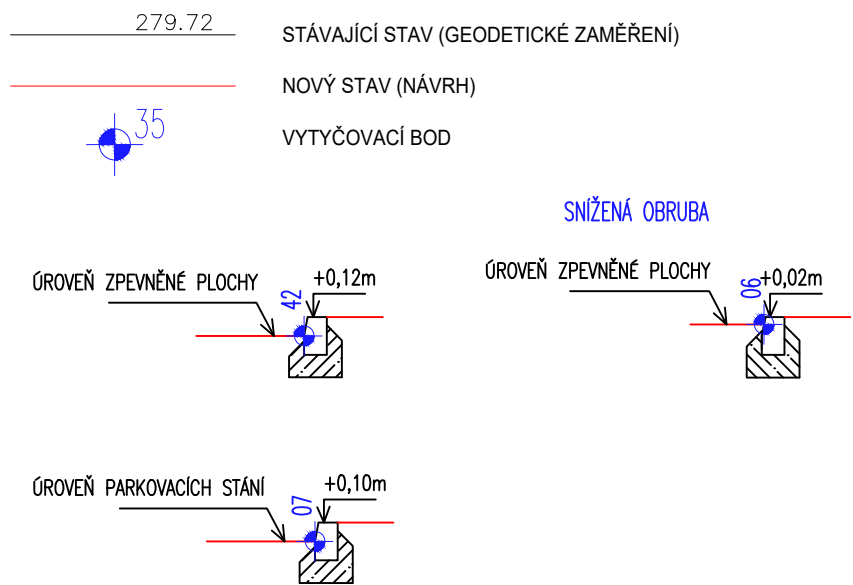 279.72
STÁVAJÍCÍ STAV (GEODETICKÉ ZAMĚŘENÍ)
NOVÝ STAV (NÁVRH)
35
VYTYČOVACÍ BOD
SNÍŽENÁ OBRUBA
ÚROVEŇ ZPEVNĚNÉ PLOCHY
42
+0,12m
ÚROVEŇ ZPEVNĚNÉ PLOCHY
06
+0,02m
ÚROVEŇ PARKOVACÍCH STÁNÍ
07
+0,10m